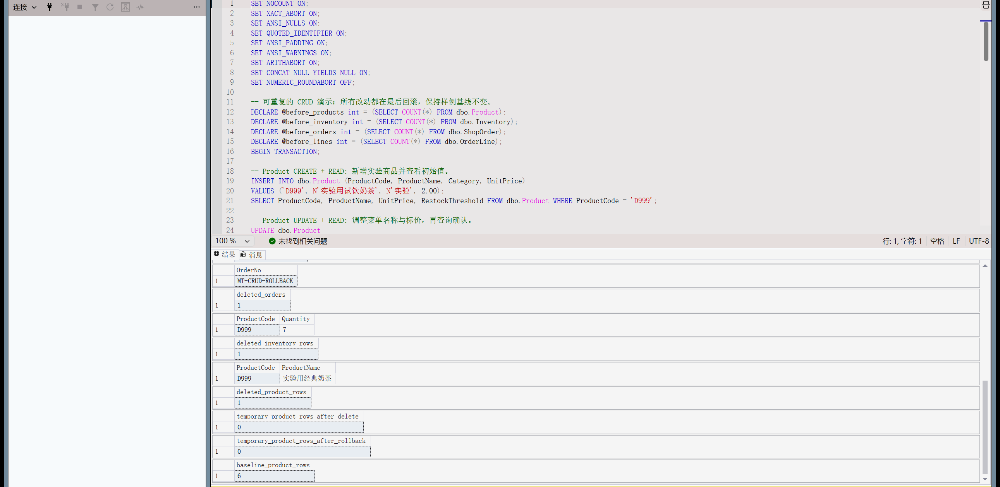 连接
1 SET NOCOUNT ON;
2 SET XACT_ABORT ON;
3 SET ANSI_NULLS ON;
4 SET QUOTED_IDENTIFIER ON;
5 SET ANSI_PADDING ON;
6 SET ANSI_WARNINGS ON;
7 SET ARITHABORT ON;
8 SET CONCAT_NULL_YIELDS_NULL ON;
9 SET NUMERIC_ROUNDABORT OFF;
10
11 -- 可重复的 CRUD 演示：所有改动都在最后回滚，保持样例基线不变。
12 DECLARE @before_products int = (SELECT COUNT(*) FROM dbo.Product);
13 DECLARE @before_inventory int = (SELECT COUNT(*) FROM dbo.Inventory);
14 DECLARE @before_orders int = (SELECT COUNT(*) FROM dbo.ShopOrder);
15 DECLARE @before_lines int = (SELECT COUNT(*) FROM dbo.OrderLine);
16 BEGIN TRANSACTION;
17
18 -- Product CREATE + READ: 新增实验商品并查看初始值。
19 INSERT INTO dbo.Product (ProductCode, ProductName, Category, UnitPrice)
20 VALUES ('D999', N'实验用试饮奶茶', N'实验', 2.00);
21 SELECT ProductCode, ProductName, UnitPrice, RestockThreshold FROM dbo.Product WHERE ProductCode = 'D999';
22
23 -- Product UPDATE + READ: 调整菜单名称与标价，再查询确认。
24 UPDATE dbo.Product
100 % 未找到相关问题 行: 1, 字符: 1 空格 LF UTF-8
结果 消息
OrderNo
1 MT-CRUD-ROLLBACK
deleted_orders
1 1
ProductCode Quantity
1 D999 7
deleted_inventory_rows
1 1
ProductCode ProductName
1 D999 实验用经典奶茶
deleted_product_rows
1 1
temporary_product_rows_after_delete
1 0
temporary_product_rows_after_rollback
1 0
baseline_product_rows
1 6